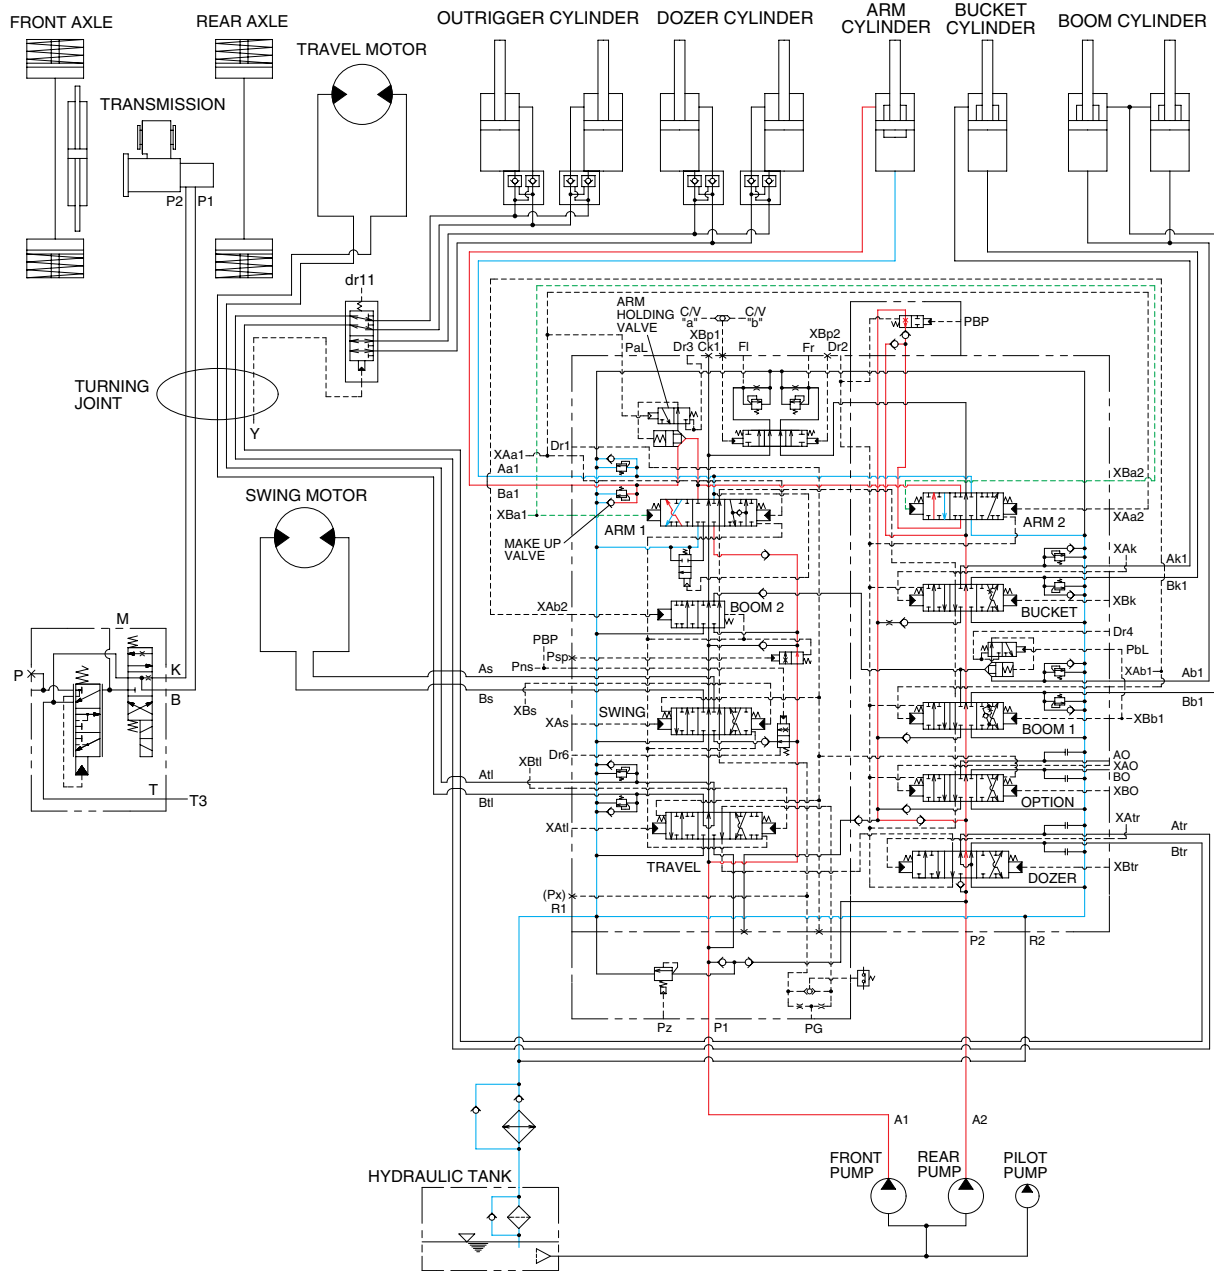 FRONT AXLE
REAR AXLE
OUTRIGGER CYLINDER
DOZER CYLINDER
ARM
CYLINDER
BUCKET
CYLINDER
BOOM CYLINDER
TRAVEL MOTOR
TRANSMISSION
P2
P1
dr11
TURNING
JOINT
Y
ARM
HOLDING
VALVE
PaL
C/V
"a"
C/V
"b"
XBp1
Dr3
Ck1
Fl
XBp2
Fr
Dr2
PBP
Dr1
XAa1
Aa1
Ba1
XBa1
ARM 1
MAKE UP
VALVE
XBa2
XAa2
ARM 2
XAk
Ak1
Bk1
XBk
BUCKET
SWING MOTOR
XAb2
BOOM 2
PBP
Psp
Pns
As
Bs
XBs
XAs
SWING
Dr6
XBtl
Atl
Btl
XAtl
TRAVEL
Dr4
PbL
XAb1
Ab1
Bb1
XBb1
BOOM 1
AO
XAO
BO
XBO
OPTION
XAtr
Atr
Btr
XBtr
DOZER
M
P
K
B
T
T3
(Px)
R1
P2
R2
Pz
P1
PG
A1
A2
FRONT
PUMP
REAR
PUMP
PILOT
PUMP
HYDRAULIC TANK